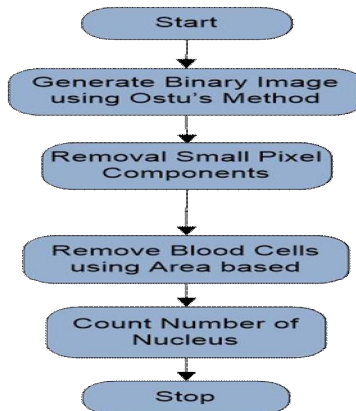 Start
Generate Binary Image
using Ostu's Method
Removal Small Pixel
Components
Remove Blood Cells
using Area based
Count Number of
Nucleus
Stop